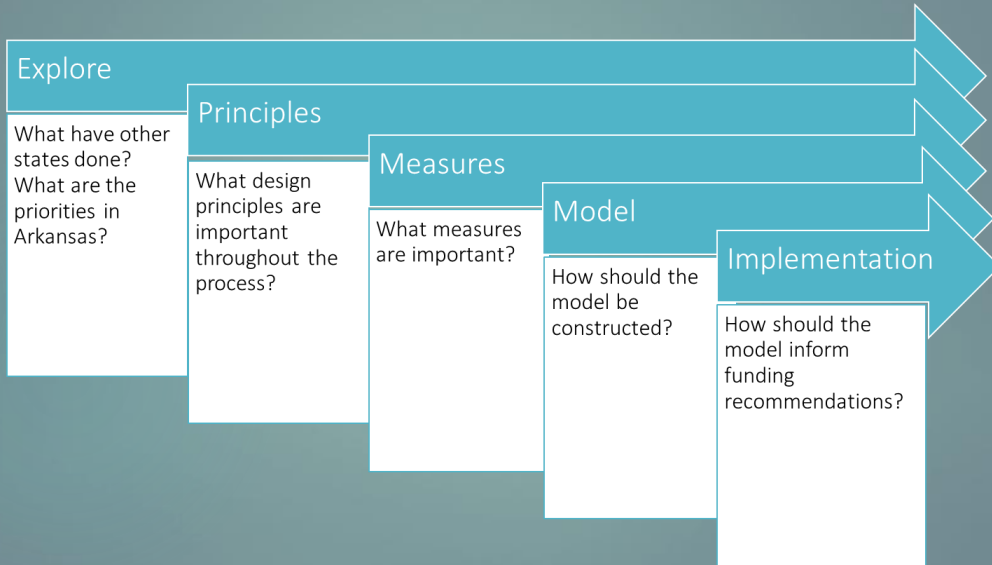 Explore
What have other
states done?
What are the
priorities in
Arkansas?
Principles
What design
principles are
important
throughout the
process?
Measures
What measures
are important?
Model
How should the
model be
constructed?
Implementation
How should the
model inform
funding
recommendations?